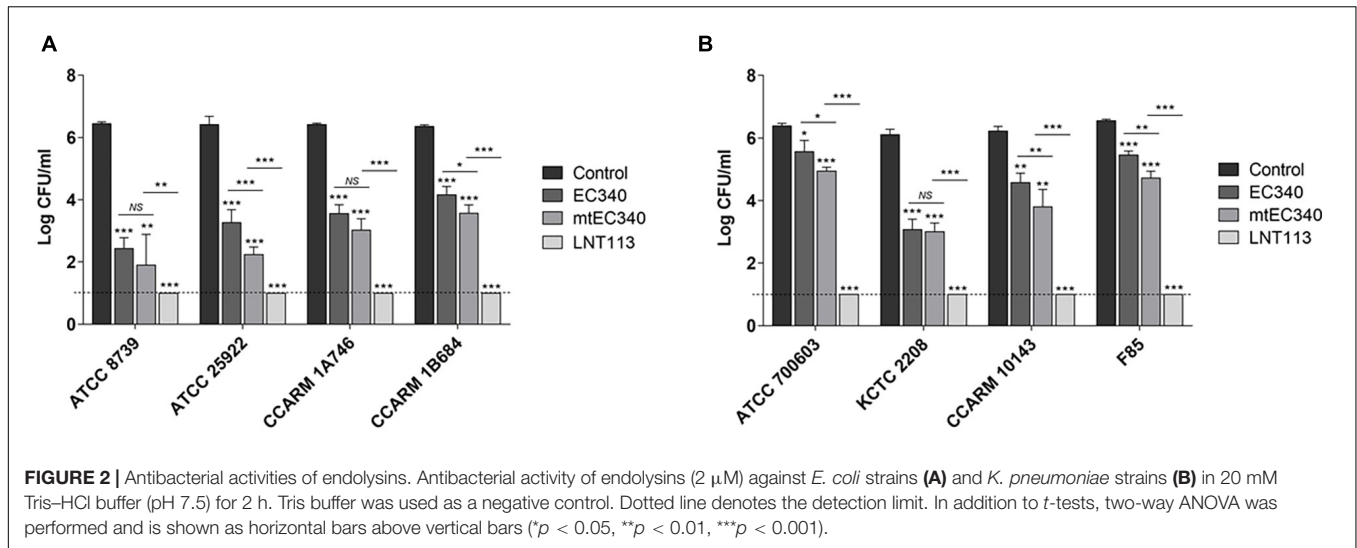 A
Log CFU/ml
8
6
4
2
0
***
**
***
NS
**
***
***
***
***
***
***
***
***
NS
***
***
***
***
*
***
ATCC 8739
ATCC 25922
CCARM 1A746
CCARM 1B684
Control
EC340
mtEC340
LNT113
B
Log CFU/ml
8
6
4
2
0
*
***
***
*
***
***
***
***
NS
***
**
**
***
**
***
***
***
***
**
***
ATCC 700603
KCTC 2208
CCARM 10143
F85
Control
EC340
mtEC340
LNT113
FIGURE 2 | Antibacterial activities of endolysins. Antibacterial activity of endolysins (2 μM) against E. coli strains (A) and K. pneumoniae strains (B) in 20 mM
Tris–HCl buffer (pH 7.5) for 2 h. Tris buffer was used as a negative control. Dotted line denotes the detection limit. In addition to t-tests, two-way ANOVA was
performed and is shown as horizontal bars above vertical bars (*p < 0.05, **p < 0.01, ***p < 0.001).